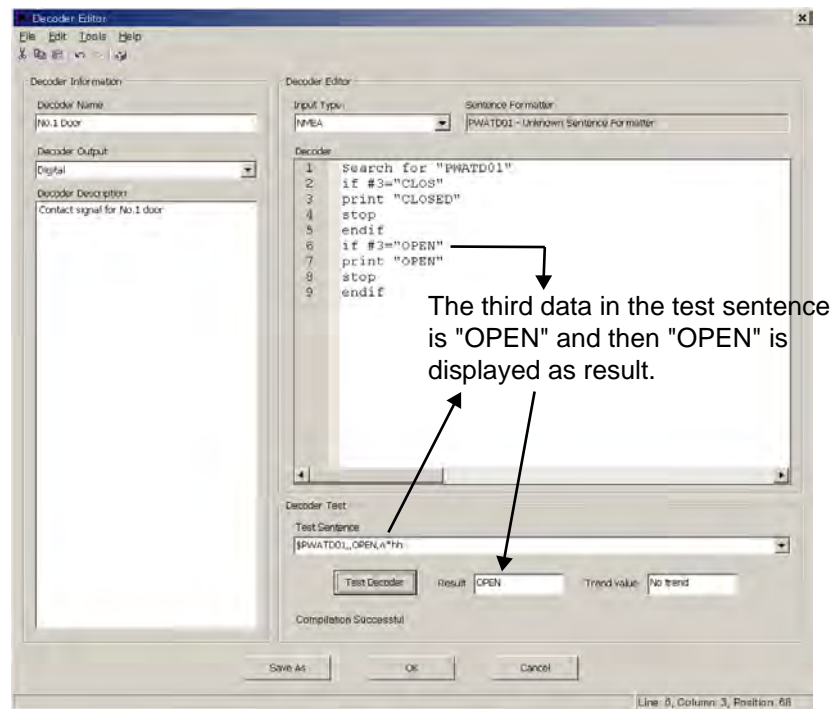 Decoder Editor
File Edit Tools Help
Decoder Information
Decoder Name
No.1 Door
Decoder Output
Digital
Decoder Description
Contact signal for No.1 door
Decoder Editor
Input Type
NMEA
Sentence Formatter
PWATD01 - Unknown Sentence Formatter
Decoder
1 Search for "PWATD01"
2 if #3="CLOS"
3 print "CLOSED"
4 stop
5 endif
6 if #3="OPEN"
7 print "OPEN"
8 stop
9 endif
The third data in the test sentence
is "OPEN" and then "OPEN" is
displayed as result.
Decoder Test
Test Sentence
$PWATD01,,OPEN,A*hh
Test Decoder Result OPEN Trend value No trend
Compilation Successful
Save As OK Cancel
Line: 6, Column: 3, Position: 68